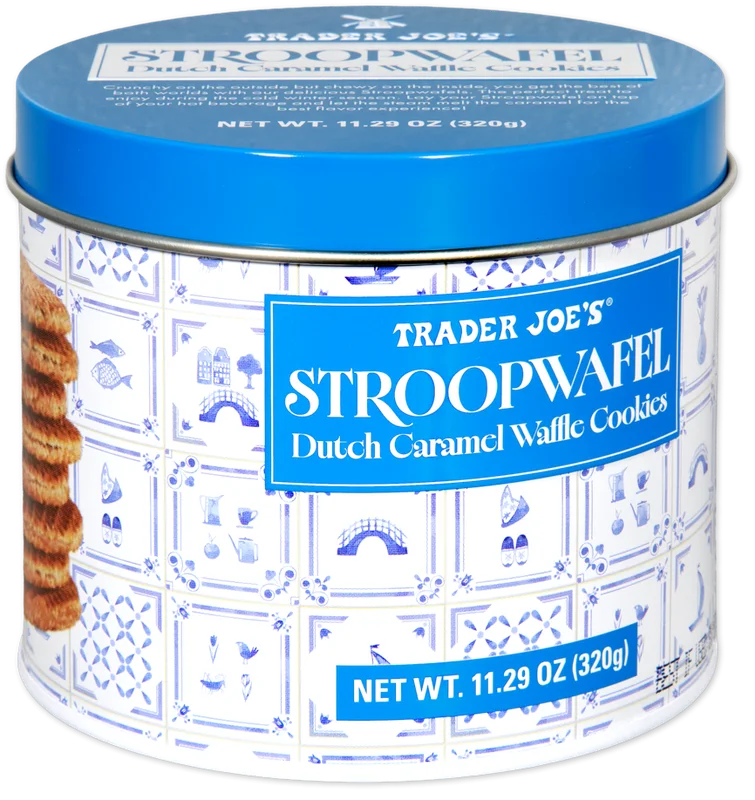 TRADER JOE'S
STROOPWAFEL
Dutch Caramel Waffle Cookies
Crunchy on the outside but chewy on the inside, you get the best of
both worlds with our delicious Stroopwafels. The perfect treat to
enjoy during the cold winter season. Lay your Stroopwafel on top
of your hot beverage and let the steam melt the caramel for the
best flavor experience!
NET WT. 11.29 OZ (320g)
TRADER JOE'S®
STROOPWAFEL
Dutch Caramel Waffle Cookies
NET WT. 11.29 OZ (320g)